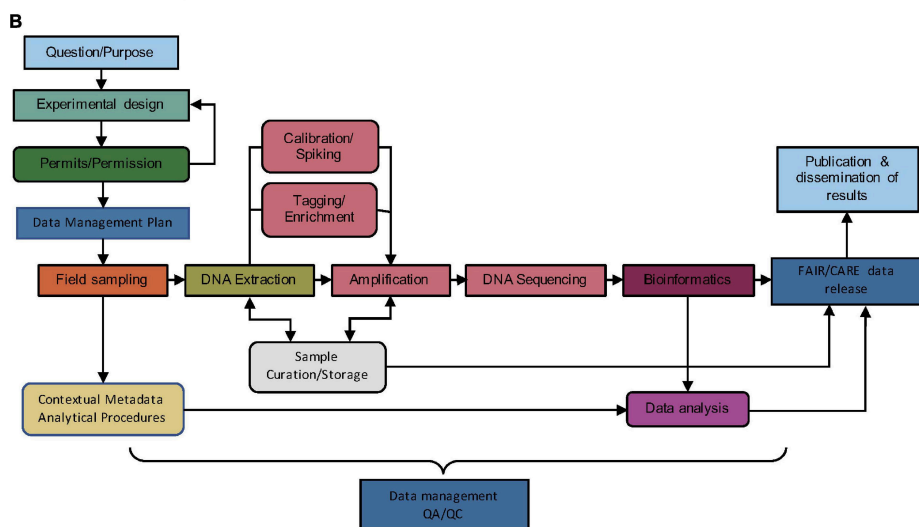 B
Question/Purpose
Experimental design
Permits/Permission
Data Management Plan
Calibration/
Spiking
Tagging/
Enrichment
Publication &
dissemination of
results
Field sampling
DNA Extraction
Amplification
DNA Sequencing
Bioinformatics
FAIR/CARE data
release
Sample
Curation/Storage
Contextual Metadata
Analytical Procedures
Data analysis
Data management
QA/QC